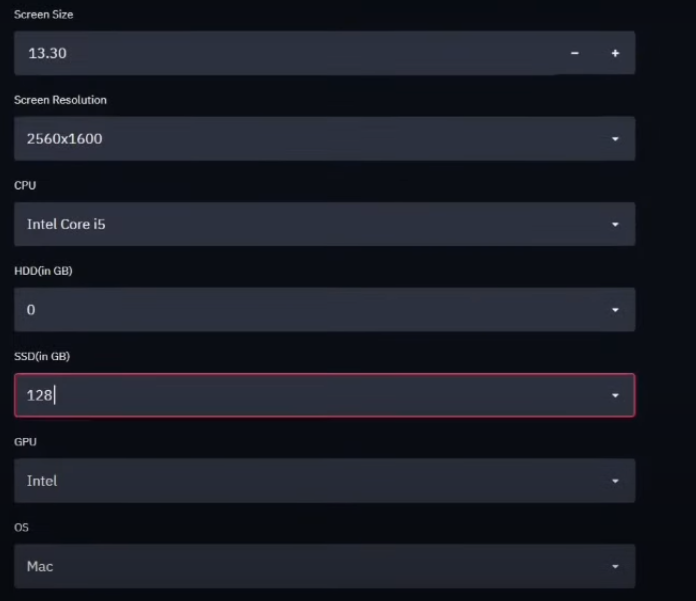 Screen Size
13.30
Screen Resolution
2560x1600
CPU
Intel Core i5
HDD(in GB)
0
SSD(in GB)
128
GPU
Intel
OS
Mac